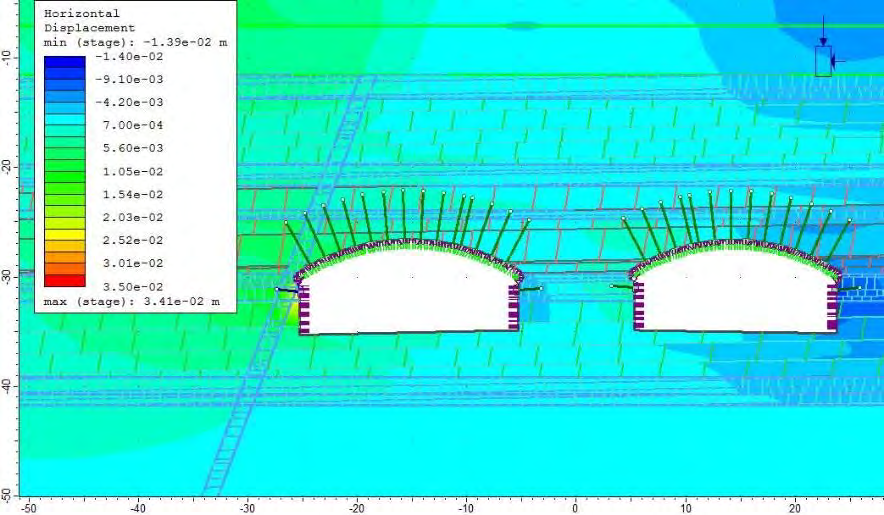 Horizontal
Displacement
min (stage): -1.39e-02 m
-1.40e-02
-9.10e-03
-4.20e-03
7.00e-04
5.60e-03
1.05e-02
1.54e-02
2.03e-02
2.52e-02
3.01e-02
3.50e-02
max (stage): 3.41e-02 m
-10
-20
-30
-40
-50
-50
-40
-30
-20
-10
0
10
20